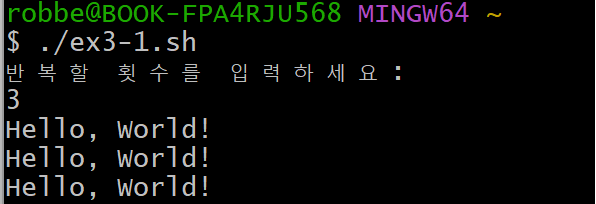 robbe@BOOK-FPA4RJU568 MINGW64 ~
$ ./ex3-1.sh
반복할 횟수를 입력하세요:
3
Hello, World!
Hello, World!
Hello, World!